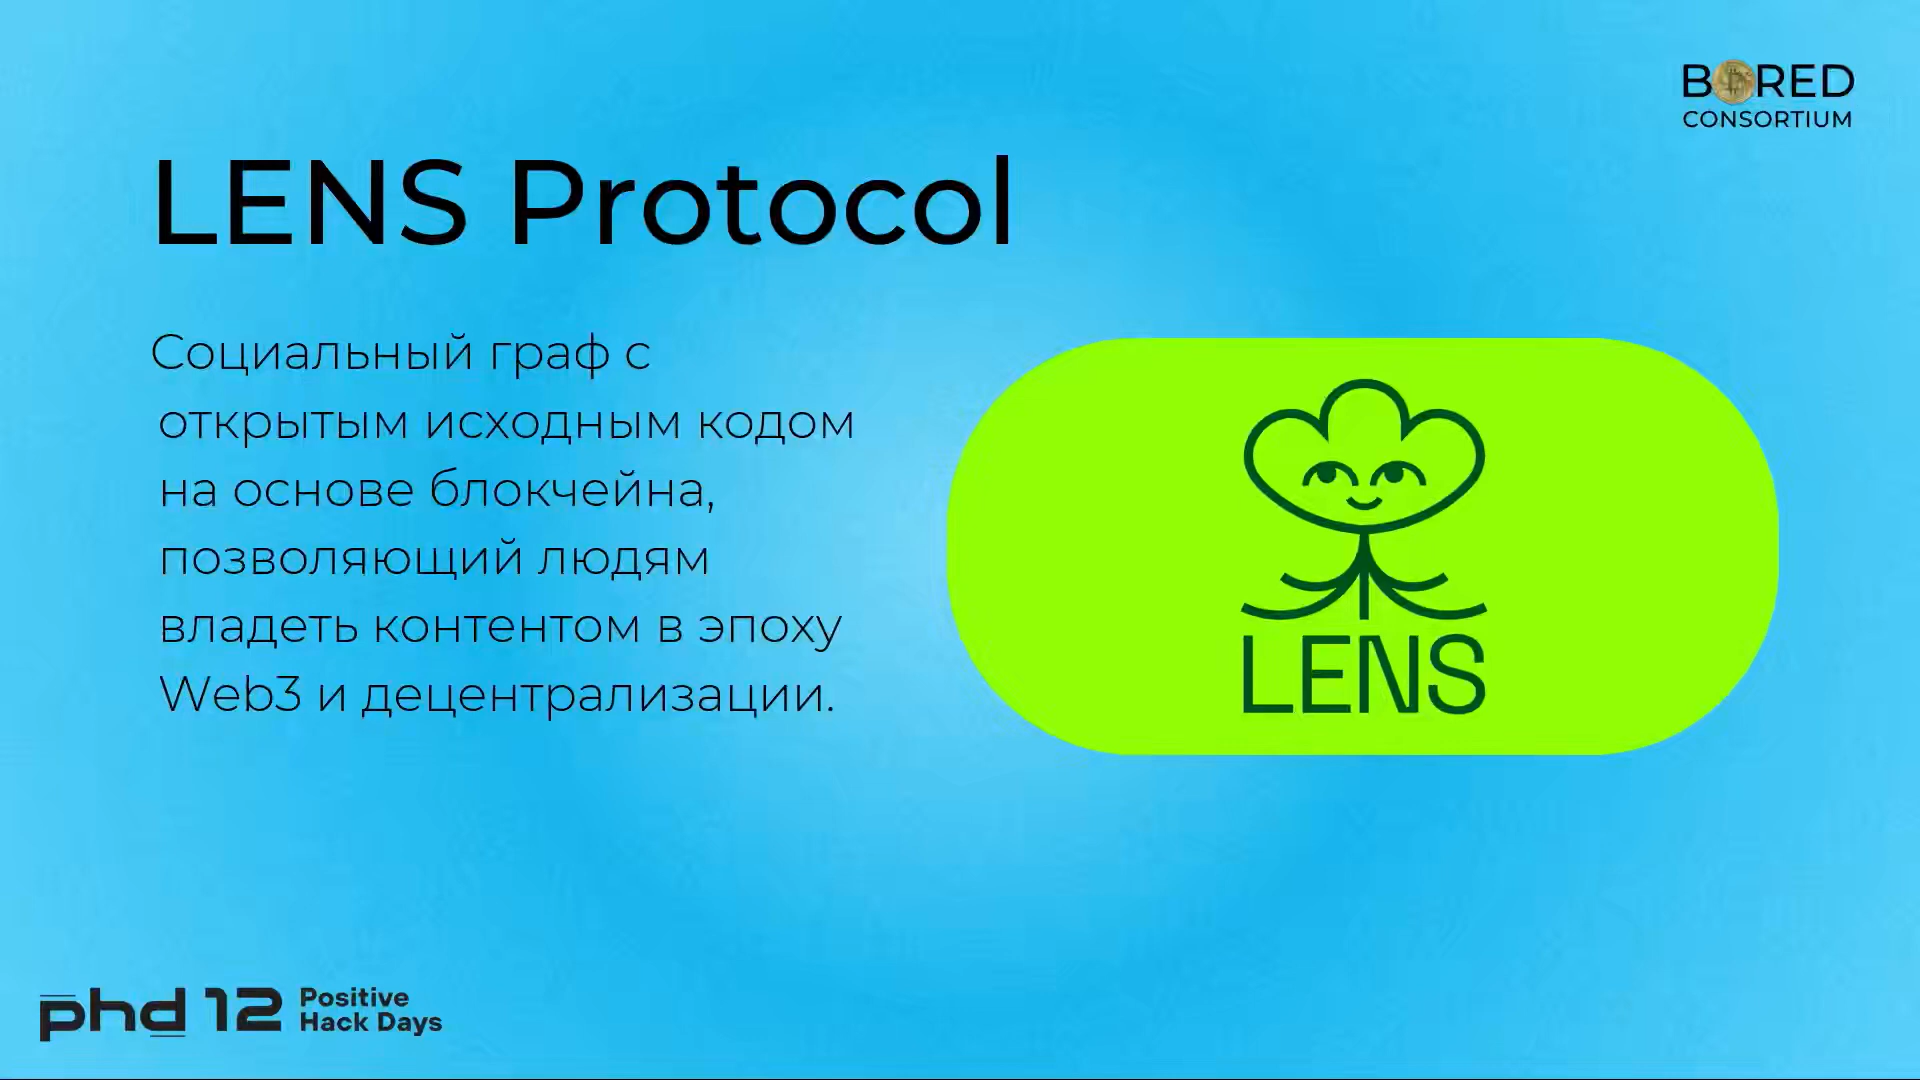 BORED
CONSORTIUM
LENS Protocol
Социальный граф с
открытым исходным кодом
на основе блокчейна,
позволяющий людям
владеть контентом в эпоху
Web3 и децентрализации.
LENS
phd 12 Positive
Hack Days